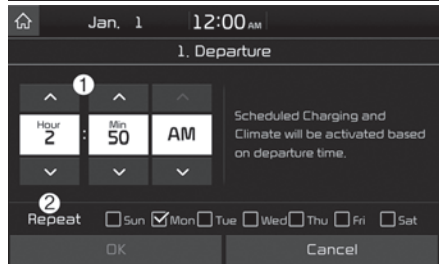 Jan. 1 12:00 AM
1. Departure
1
Hour Min
2 : 50 AM
Scheduled Charging and
Climate will be activated based
on departure time.
2
Repeat Sun Mon Tue Wed Thu Fri Sat
OK Cancel